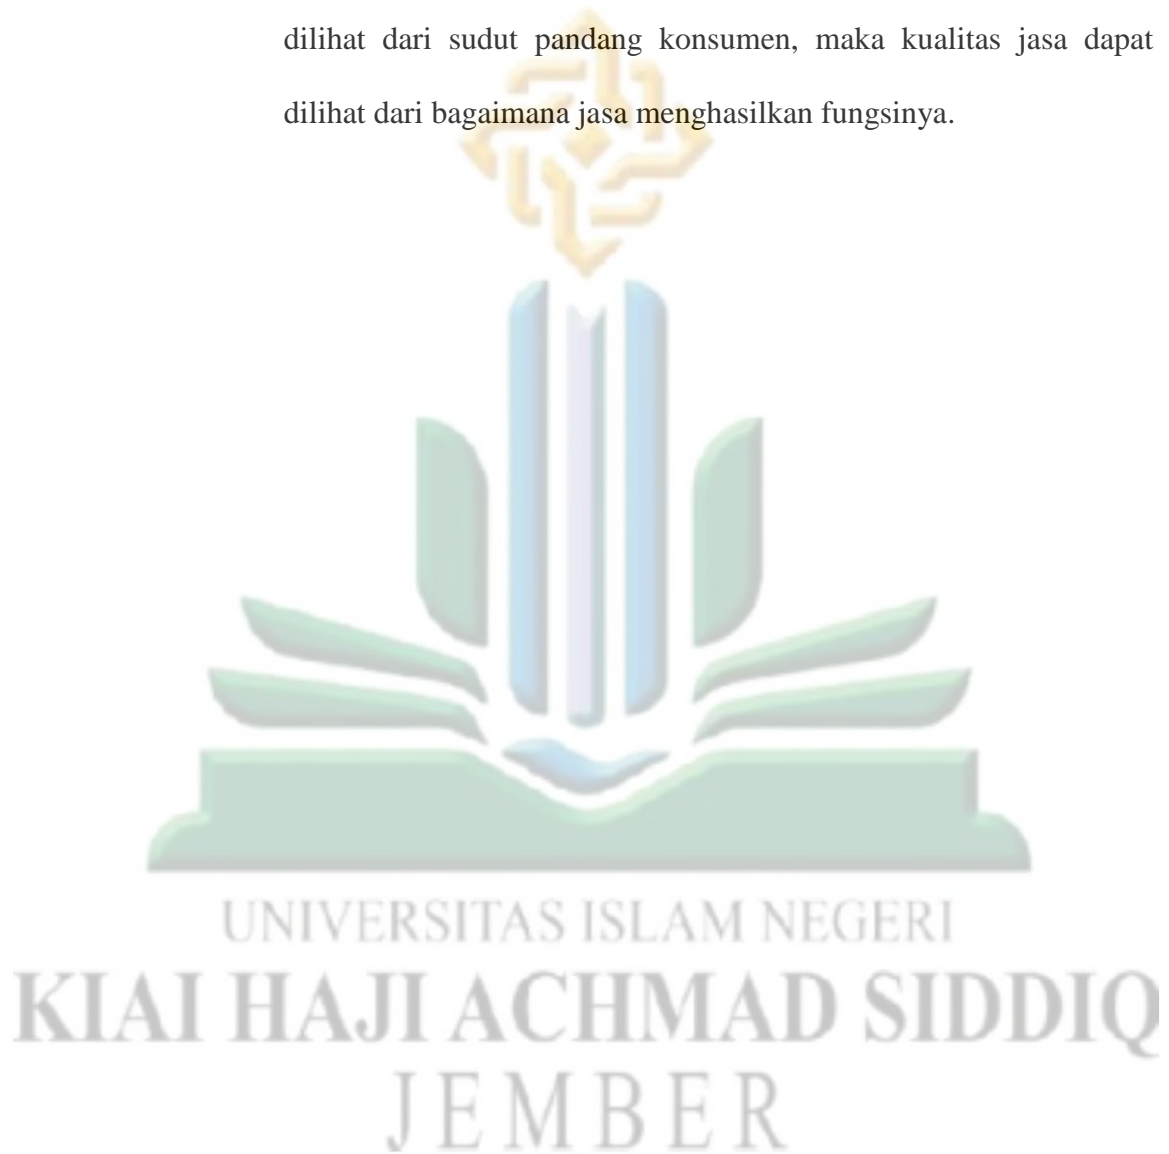 dilihat dari sudut pandang konsumen, maka kualitas jasa dapat
dilihat dari bagaimana jasa menghasilkan fungsinya.
UNIVERSITAS ISLAM NEGERI
KIAI HAJI ACHMAD SIDDIQ
JEMBER